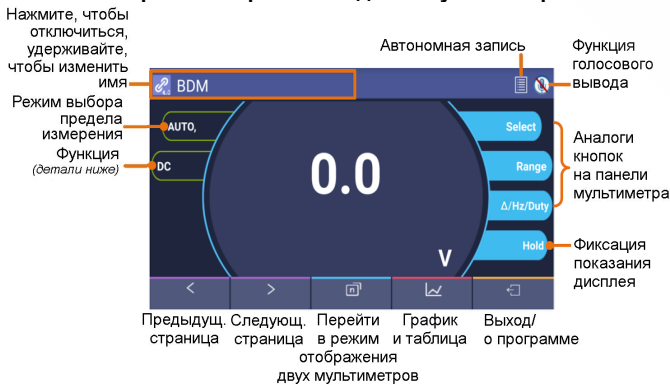 Нажмите, чтобы
отключиться,
удерживайте,
чтобы изменить
имя
Автономная запись
Функция
голосового
вывода
BDM
Режим выбора
предела
измерения
AUTO,
Функция
(детали ниже)
DC
0.0
V
Select
Range
Δ/Hz/Duty
Hold
Аналоги
кнопок
на панели
мультиметра
Фиксация
показания
дисплея
Предыдущ.
страница
Следующ.
страница
Перейти
в режим
отображения
двух мультиметров
График
и таблица
Выход/
о программе